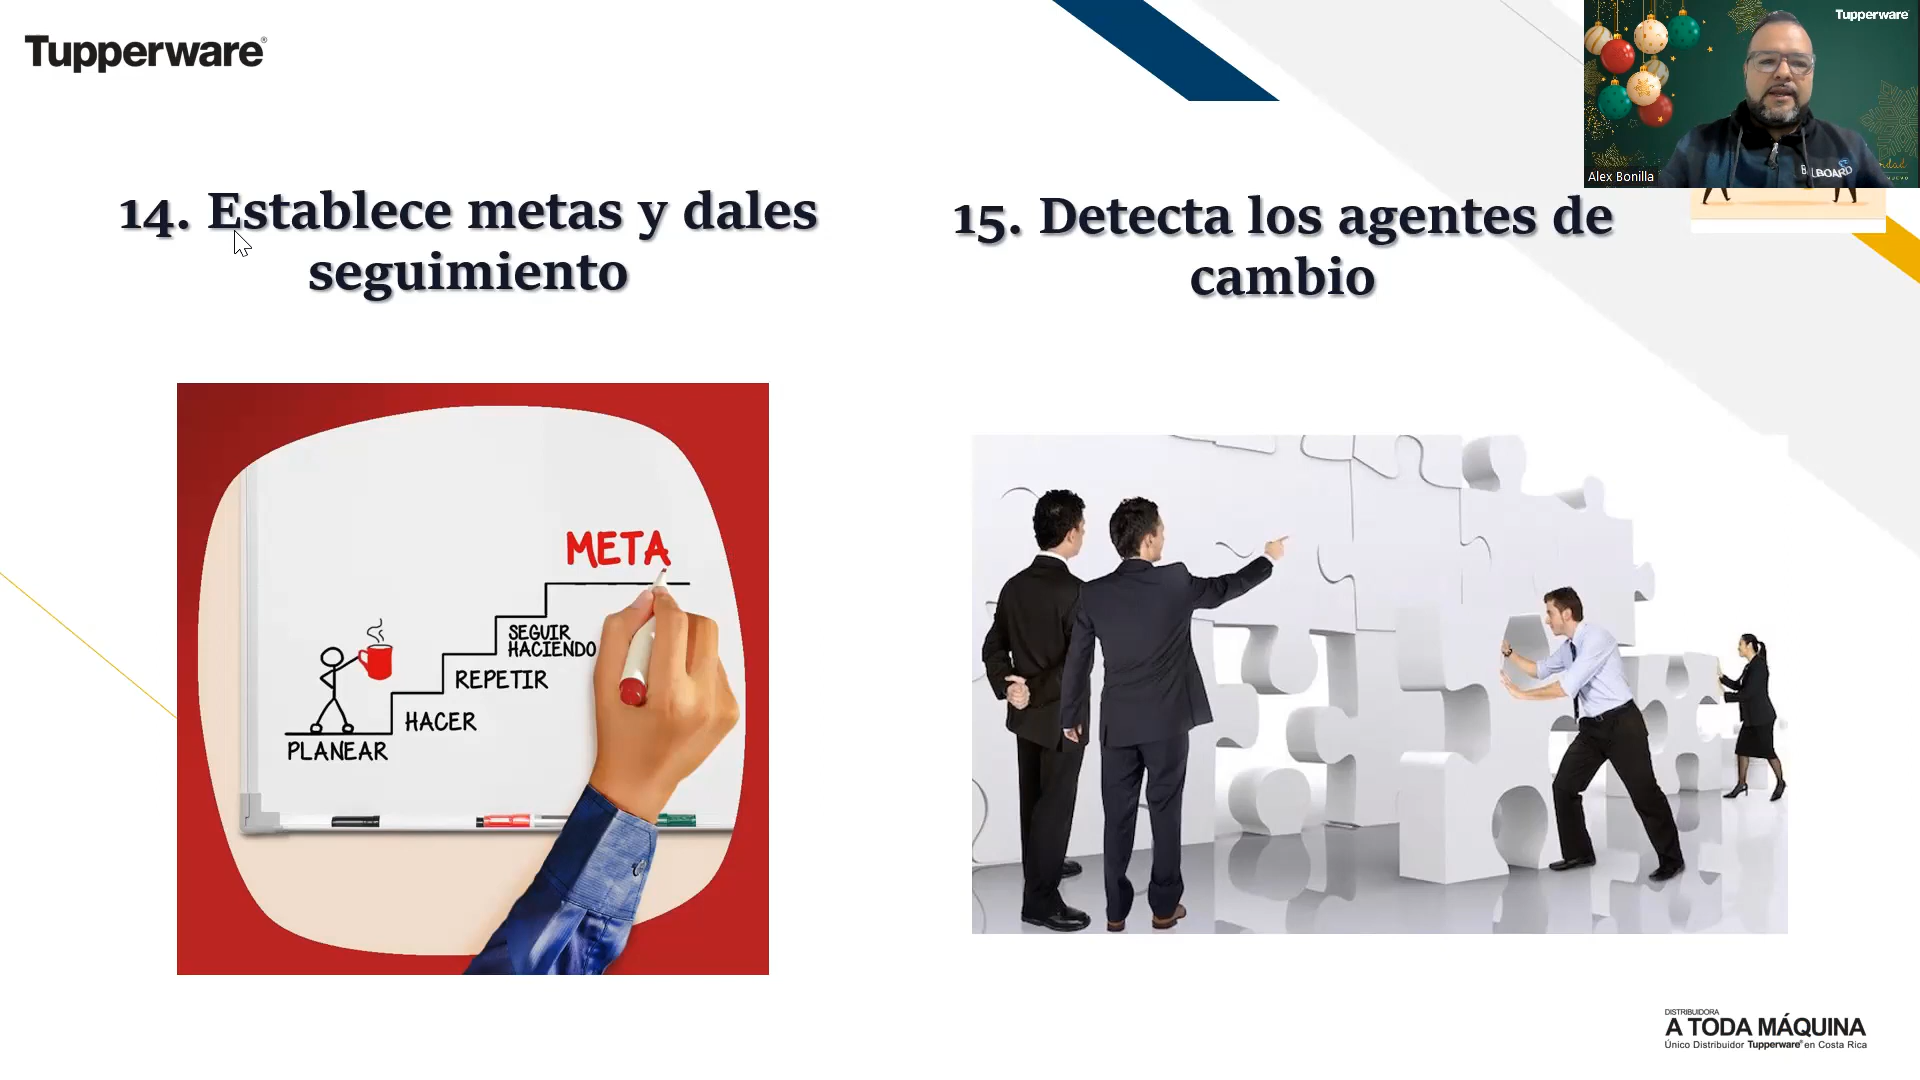 Tupperware®
Tupperware
BILLBOARD
Alex Bonilla
14. Establece metas y dales
seguimiento
15. Detecta los agentes de
cambio
META
SEGUIR
HACIENDO
REPETIR
HACER
PLANEAR
DISTRIBUIDORA
A TODA MÁQUINA
Único Distribuidor Tupperware® en Costa Rica